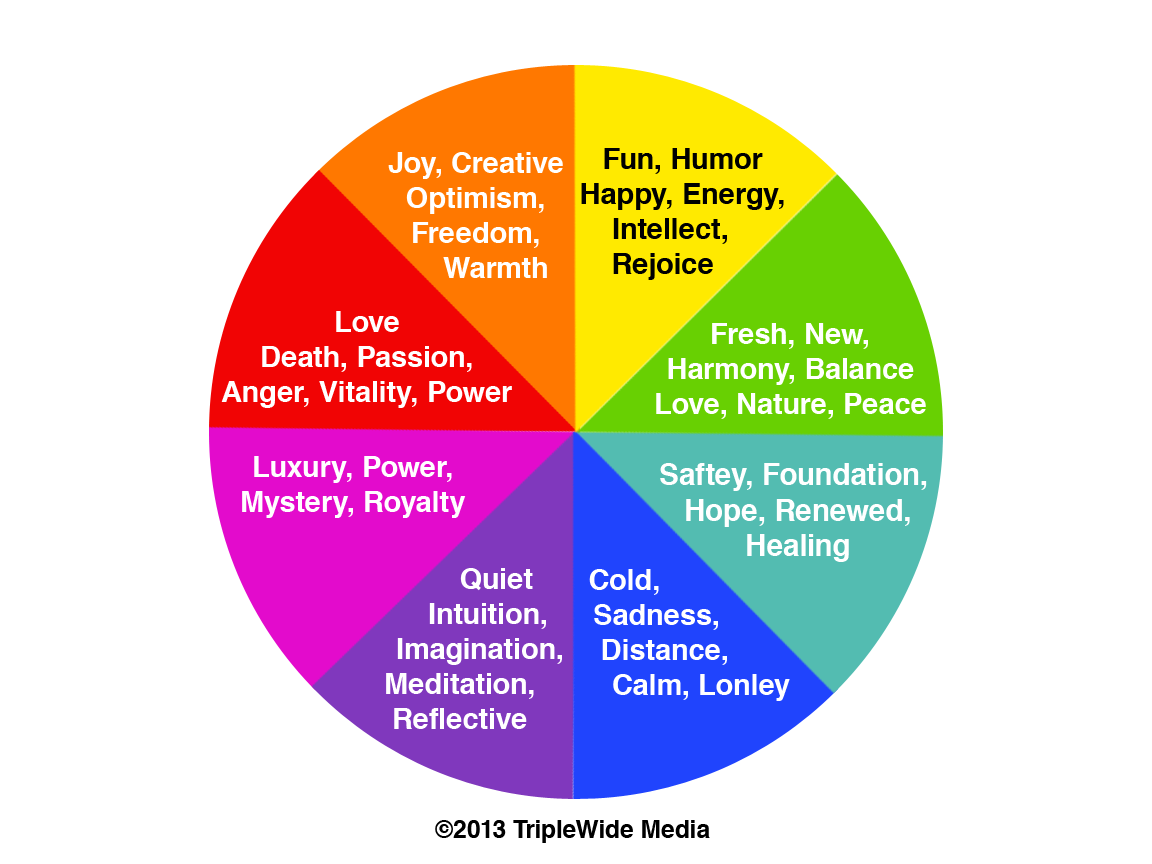 Joy, Creative
Optimism,
Freedom,
Warmth
Fun, Humor
Happy, Energy,
Intellect,
Rejoice
Love
Death, Passion,
Anger, Vitality, Power
Fresh, New,
Harmony, Balance
Love, Nature, Peace
Luxury, Power,
Mystery, Royalty
Saftey, Foundation,
Hope, Renewed,
Healing
Quiet
Intuition,
Imagination,
Meditation,
Reflective
Cold,
Sadness,
Distance,
Calm, Lonley
©2013 TripleWide Media